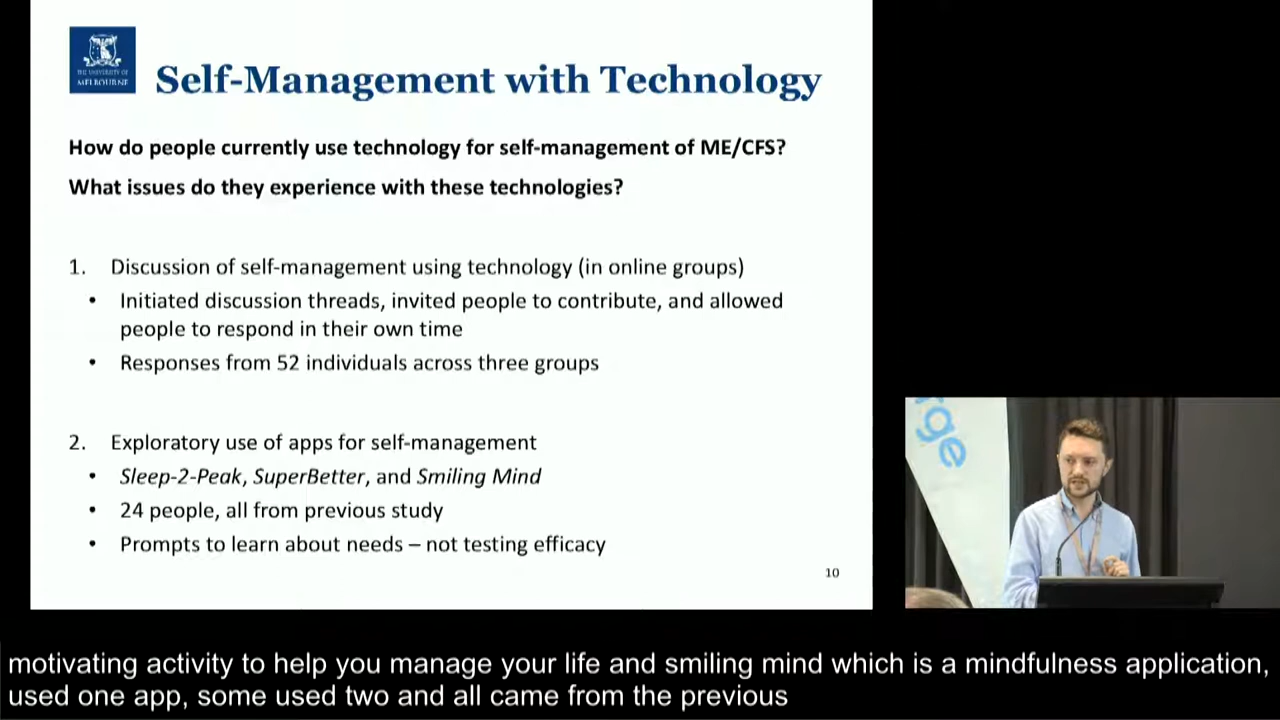 THE UNIVERSITY OF
MELBOURNE
Self-Management with Technology
How do people currently use technology for self-management of ME/CFS?
What issues do they experience with these technologies?
1. Discussion of self-management using technology (in online groups)
• Initiated discussion threads, invited people to contribute, and allowed
people to respond in their own time
• Responses from 52 individuals across three groups
2. Exploratory use of apps for self-management
• Sleep-2-Peak, SuperBetter, and Smiling Mind
• 24 people, all from previous study
• Prompts to learn about needs – not testing efficacy
10
rge
motivating activity to help you manage your life and smiling mind which is a mindfulness application,
used one app, some used two and all came from the previous